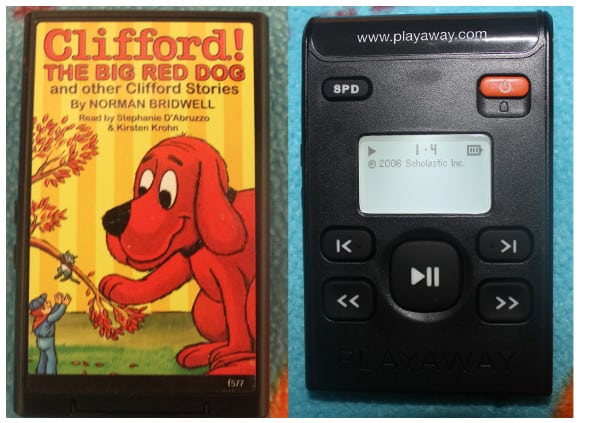 Clifford!
THE BIG RED DOG
and other Clifford Stories
By NORMAN BRIDWELL
Read by Stephanie D'Abruzzo
& Kirsten Krohn
f577
www.playaway.com
SPD
1·4
© 2006 Scholastic Inc.
PLAYAWAY